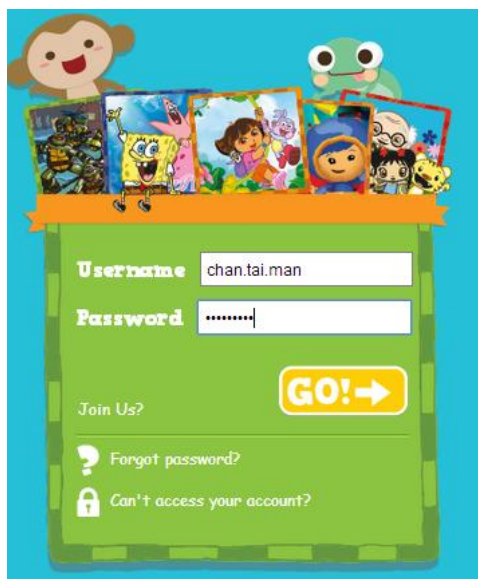 Username chan.tai.man
Password •••••••••
GO!
Join Us?
Forgot password?
Can't access your account?